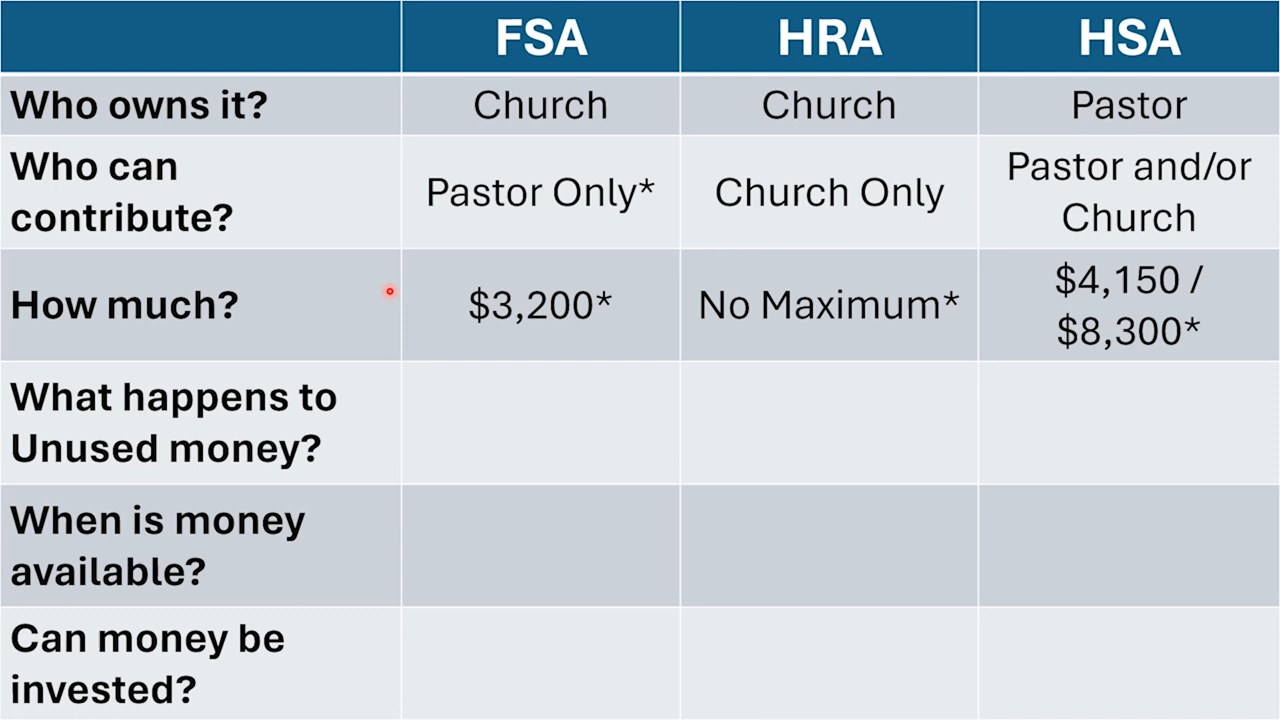 FSA HRA HSA
Who owns it? Church Church Pastor
Who can
contribute?
Pastor Only*
Church Only
Pastor and/or
Church
How much?
$3,200*
No Maximum*
$4,150 /
$8,300*
What happens to
Unused money?
When is money
available?
Can money be
invested?